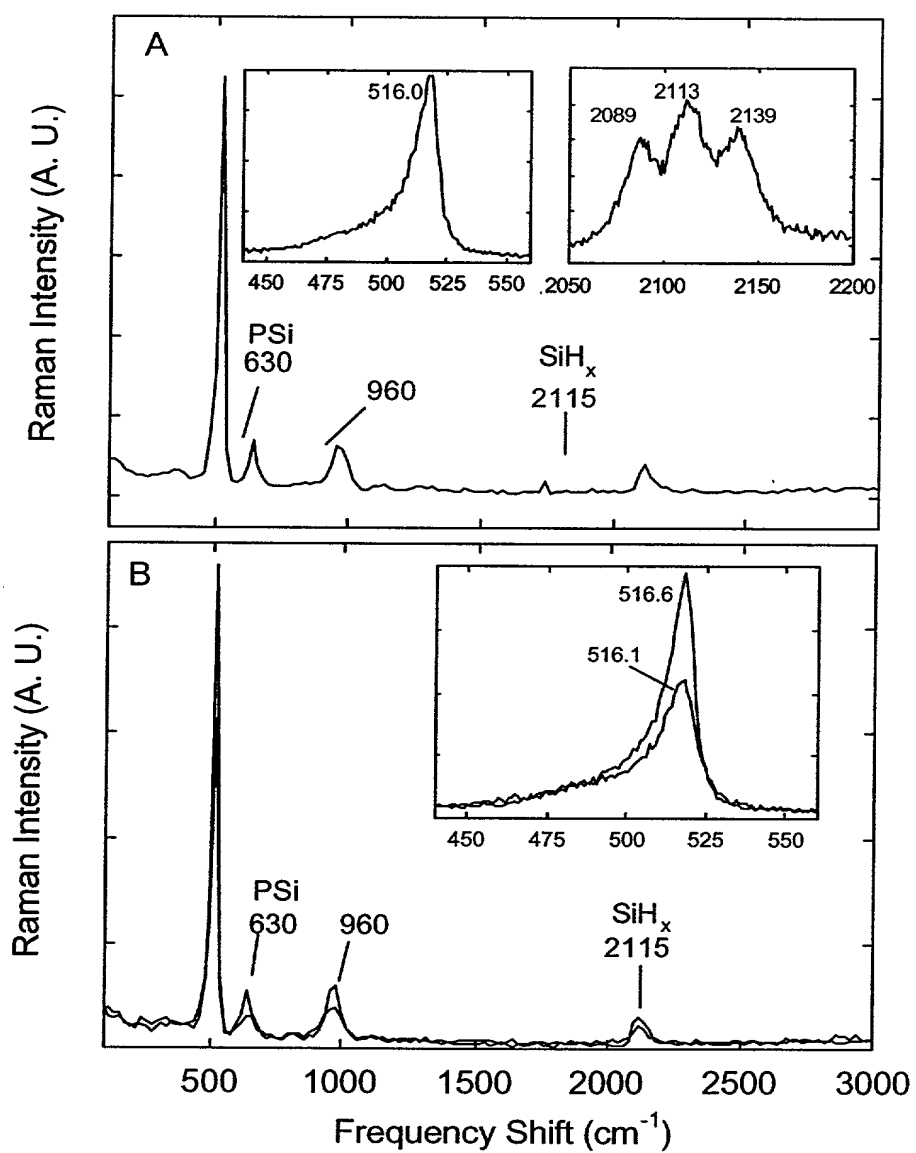 A
516.0
450 475 500 525 550
2089
2113
2139
.2050 2100 2150 2200
PSi
630
960
SiHx
2115
Raman Intensity (A. U.)
B
516.6
516.1
450 475 500 525 550
PSi
630
960
SiHx
2115
Raman Intensity (A. U.)
500 1000 1500 2000 2500 3000
Frequency Shift (cm-1)